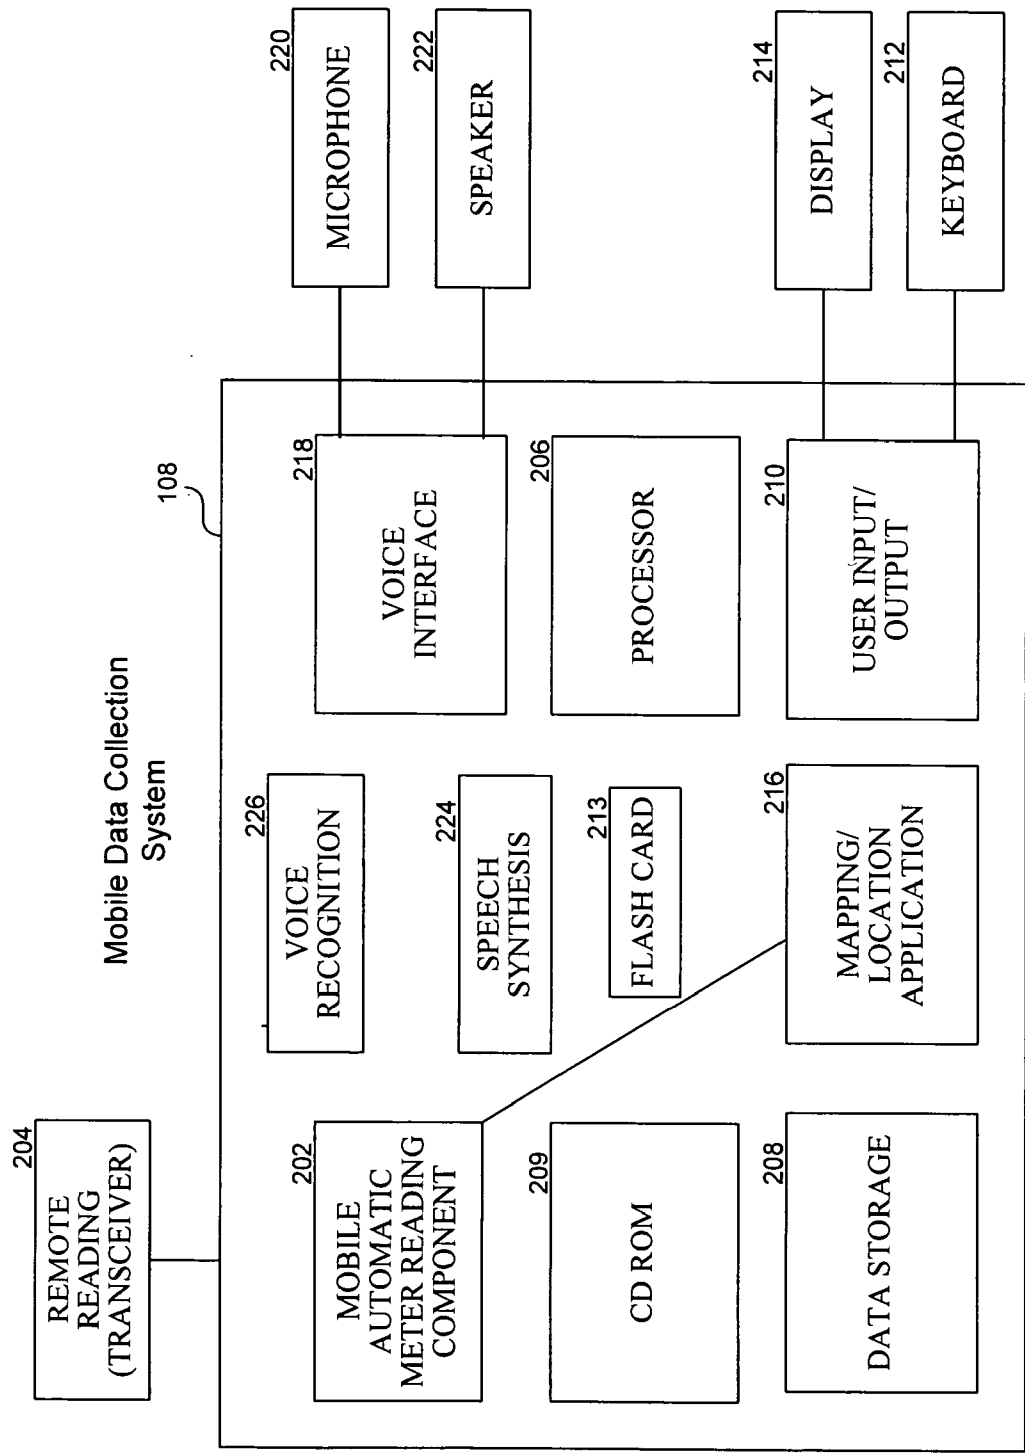 Mobile Data Collection
System
204
REMOTE
READING
(TRANSCEIVER)
108
202
MOBILE
AUTOMATIC
METER READING
COMPONENT
226
VOICE
RECOGNITION
218
VOICE
INTERFACE
220
MICROPHONE
222
SPEAKER
224
SPEECH
SYNTHESIS
209
CD ROM
213
FLASH CARD
206
PROCESSOR
208
DATA STORAGE
216
MAPPING/
LOCATION
APPLICATION
210
USER INPUT/
OUTPUT
214
DISPLAY
212
KEYBOARD